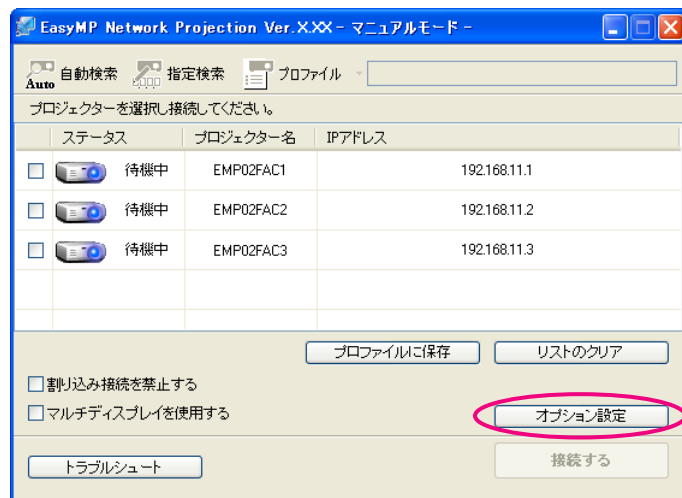 EasyMP Network Projection Ver.X.XX - マニュアルモード -
Auto 自動検索 指定検索 プロファイル
プロジェクターを選択し接続してください。
ステータス プロジェクター名 IPアドレス
待機中 EMP02FAC1 192.168.11.1
待機中 EMP02FAC2 192.168.11.2
待機中 EMP02FAC3 192.168.11.3
プロファイルに保存 リストのクリア
割り込み接続を禁止する
マルチディスプレイを使用する オプション設定
トラブルシュート 接続する